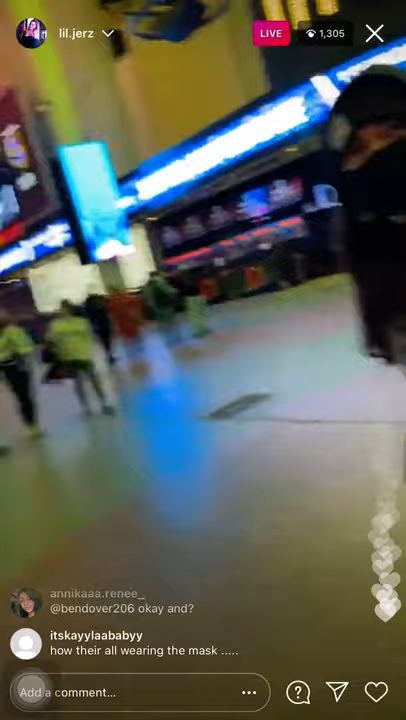 lil.jerz
LIVE
1,305
annikaaa.renee_
@bendover206 okay and?
itskayylaababyy
how their all wearing the mask .....
Add a comment...